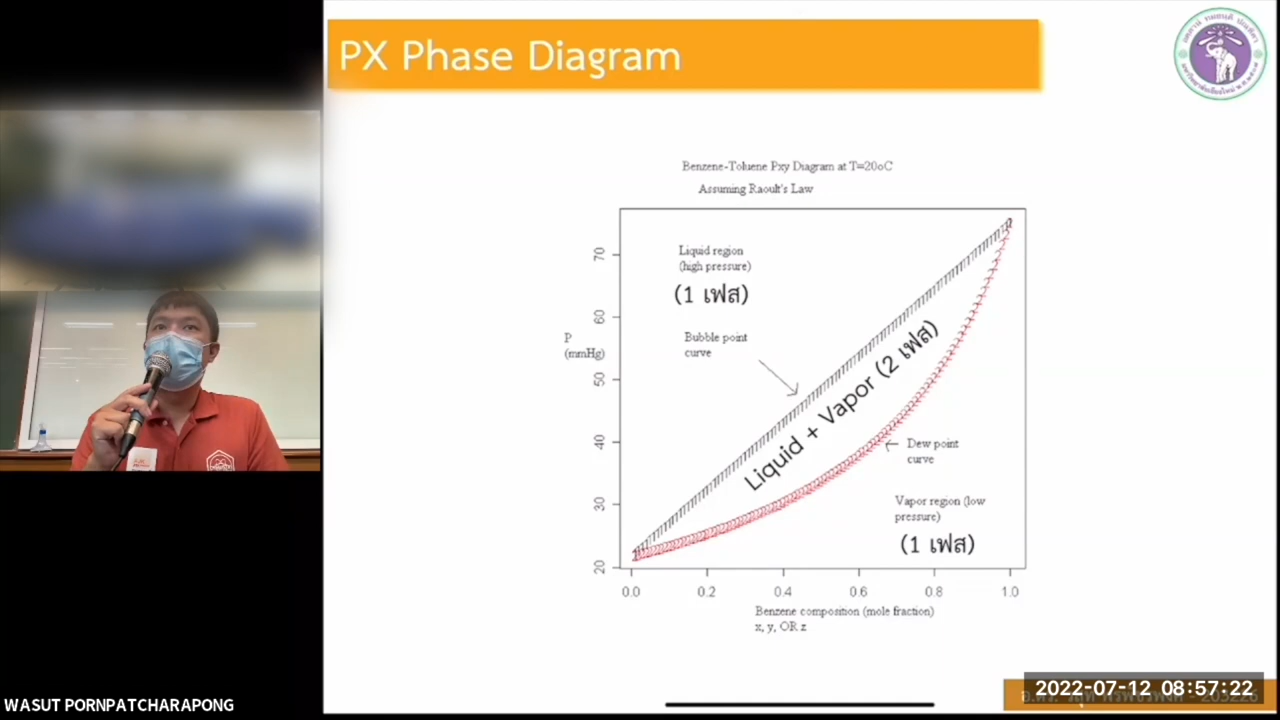 PX Phase Diagram
Benzene-Toluene Pxy Diagram at T=20oC
Assuming Raoult's Law
Liquid region
(high pressure)
(1 เฟส)
Bubble point
curve
P
(mmHg)
70
60
50
40
30
20
Liquid + Vapor (2 เฟส)
Dew point
curve
Vapor region (low
pressure)
(1 เฟส)
0.0 0.2 0.4 0.6 0.8 1.0
Benzene composition (mole fraction)
x, y, OR z
WASUT PORNPATCHARAPONG
2022-07-12 08:57:22